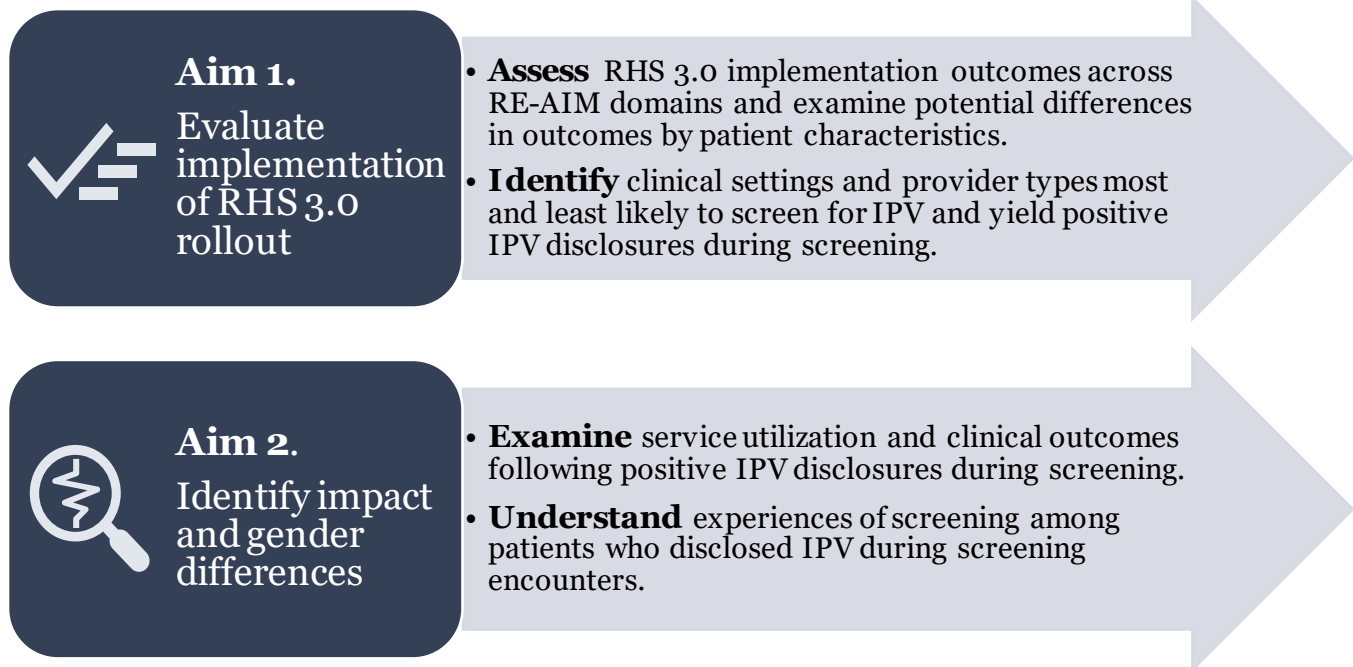 Aim 1.
Evaluate
implementation
of RHS 3.0
rollout
• Assess RHS 3.0 implementation outcomes across
RE-AIM domains and examine potential differences
in outcomes by patient characteristics.
• Identify clinical settings and provider types most
and least likely to screen for IPV and yield positive
IPV disclosures during screening.
Aim 2.
Identify impact
and gender
differences
• Examine service utilization and clinical outcomes
following positive IPV disclosures during screening.
• Understand experiences of screening among
patients who disclosed IPV during screening
encounters.